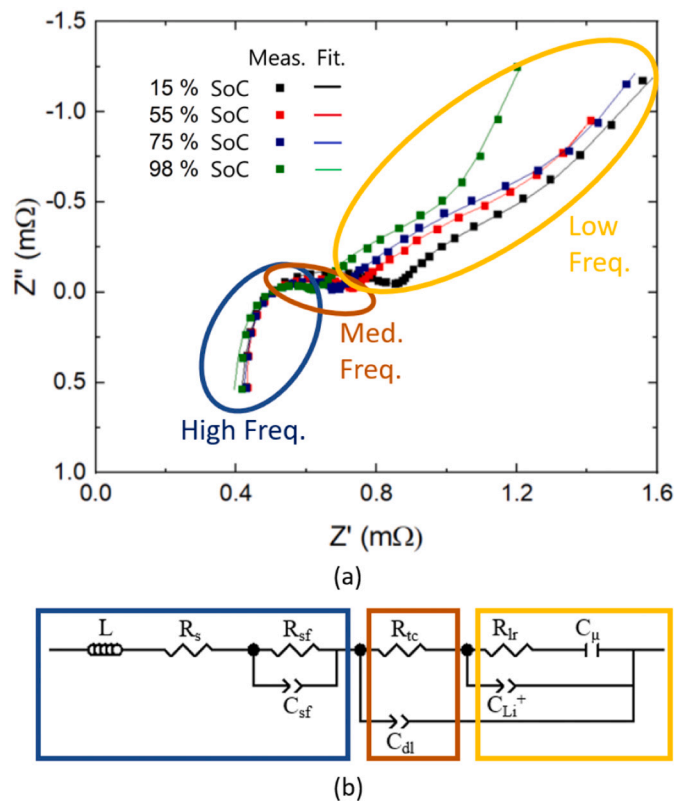 -1.5
Meas. Fit.
15 % SoC
55 % SoC
75 % SoC
98 % SoC
-1.0
-0.5
0.0
0.5
1.0
Z'' (mΩ)
Low
Freq.
Med.
Freq.
High Freq.
0.0 0.4 0.8 1.2 1.6
Z' (mΩ)
(a)
L Rs Rsf Rtc Rlr Cμ
Csf CLi+
Cdl
(b)